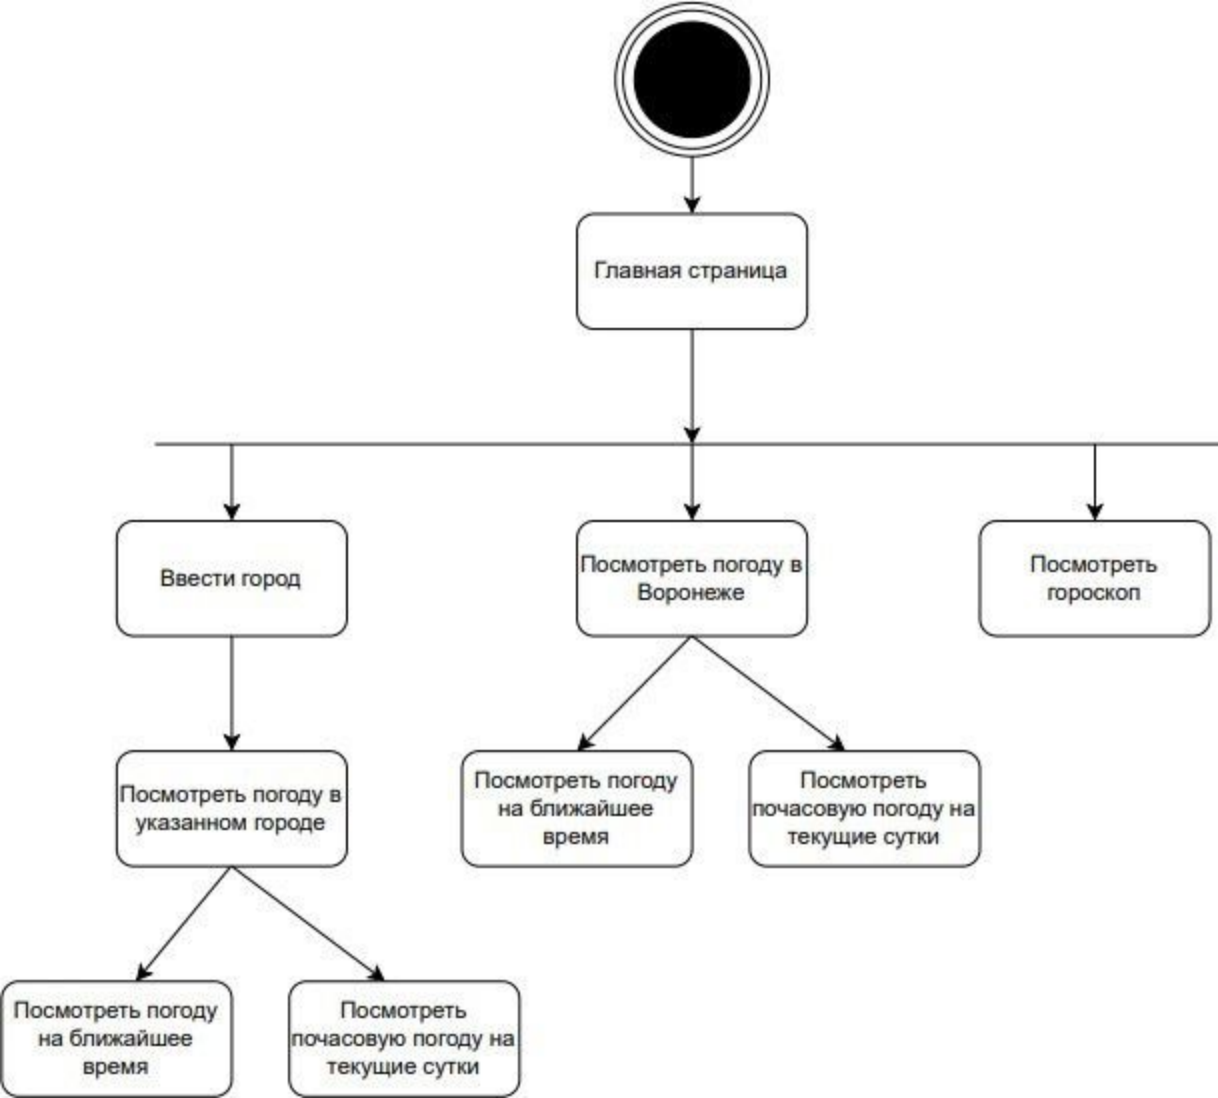 Главная страница
Ввести город
Посмотреть погоду в
Воронеже
Посмотреть
гороскоп
Посмотреть погоду в
указанном городе
Посмотреть погоду
на ближайшее
время
Посмотреть
почасовую погоду на
текущие сутки
Посмотреть погоду
на ближайшее
время
Посмотреть
почасовую погоду на
текущие сутки